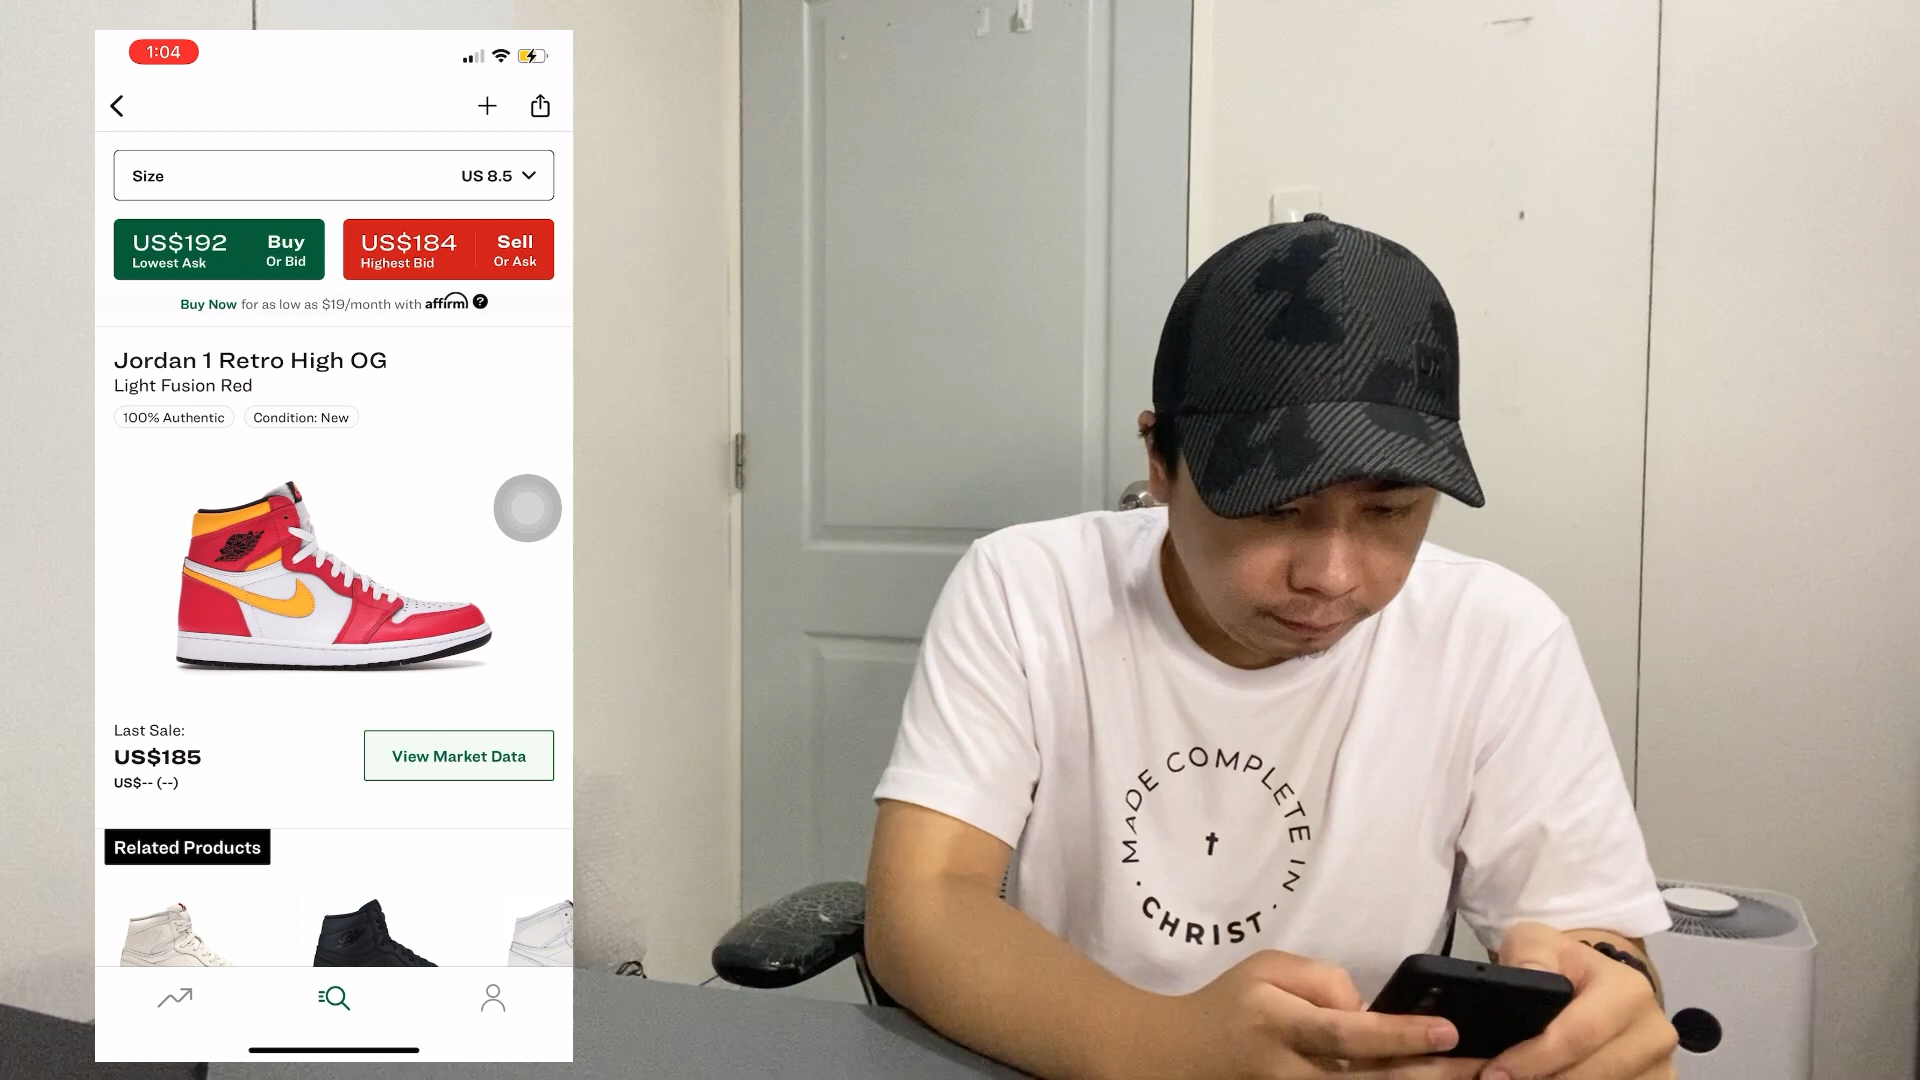 1:04
Size
US 8.5
US$192
Lowest Ask
Buy
Or Bid
US$184
Highest Bid
Sell
Or Ask
Buy Now for as low as $19/month with affirm ?
Jordan 1 Retro High OG
Light Fusion Red
100% Authentic
Condition: New
Last Sale:
US$185
US$-- (--)
View Market Data
Related Products
MADE COMPLETE IN
· CHRIST ·